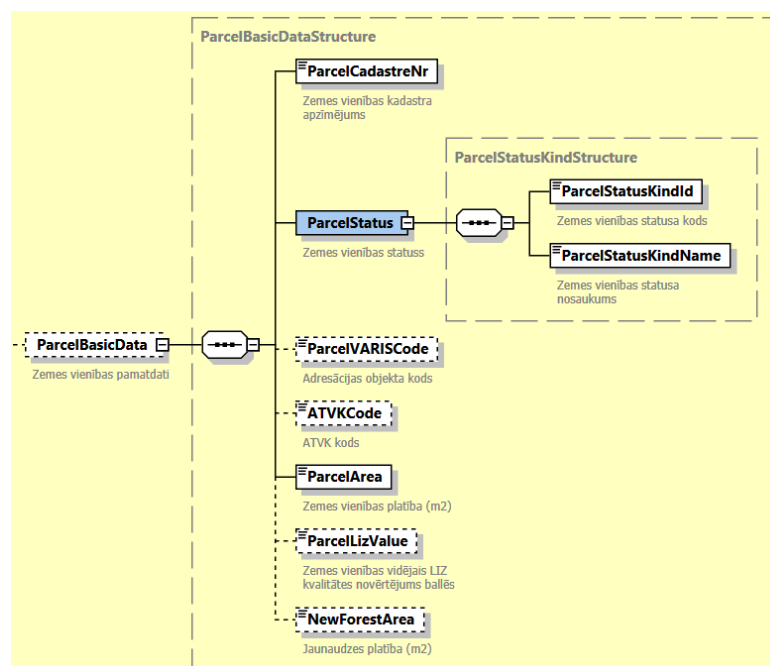 ParcelBasicDataStructure
ParcelCadastreNr
Zemes vienības kadastra
apzīmējums
ParcelStatusKindStructure
ParcelStatusKindId
Zemes vienības statusa kods
ParcelStatus
Zemes vienības statuss
ParcelStatusKindName
Zemes vienības statusa
nosaukums
ParcelBasicData
Zemes vienības pamatdati
ParcelVARISCode
Adresācijas objekta kods
ATVKCode
ATVK kods
ParcelArea
Zemes vienības platība (m2)
ParcelLizValue
Zemes vienības vidējais LIZ
kvalitātes novērtējums ballēs
NewForestArea
Jaunaudzes platība (m2)